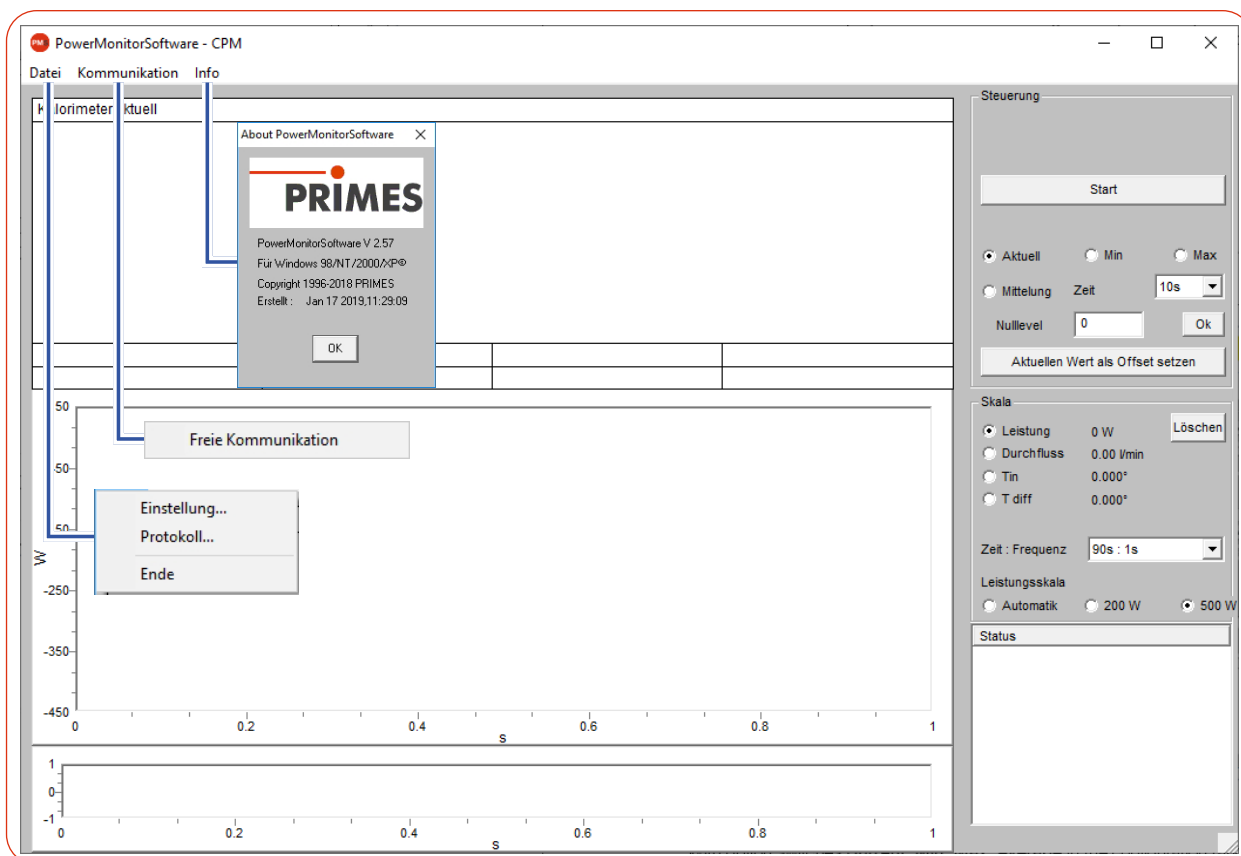 PM
PowerMonitorSoftware - CPM
Datei Kommunikation Info
Kalorimeter Aktuell
About PowerMonitorSoftware
PRIMES
PowerMonitorSoftware V 2.57
Für Windows 98/NT/2000/XP®
Copyright 1996-2018 PRIMES
Erstellt : Jan 17 2019,11:29:09
OK
50
Freie Kommunikation
-50
Einstellung...
Protokoll...
Ende
50
W
-250
-350
-450
0 0.2 0.4 0.6 0.8 1
s
1
0
-1
0 0.2 0.4 0.6 0.8 1
s
Steuerung
Start
Aktuell Min Max
Mittelung Zeit 10s
Nulllevel 0 Ok
Aktuellen Wert als Offset setzen
Skala
Leistung 0 W Löschen
Durchfluss 0.00 l/min
Tin 0.000°
T diff 0.000°
Zeit : Frequenz 90s : 1s
Leistungsskala
Automatik 200 W 500 W
Status